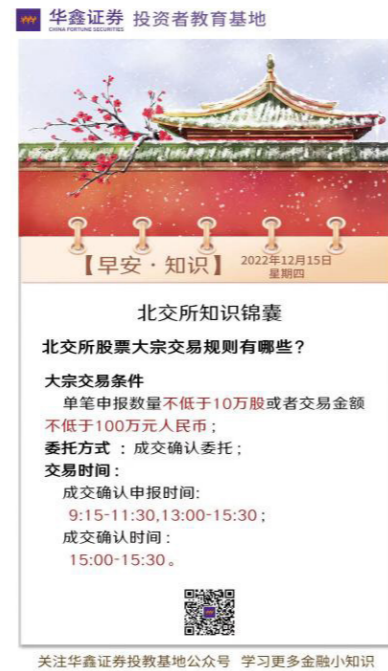 华鑫证券 投资者教育基地
CHINA FORTUNE SECURITIES
【早安·知识】
2022年12月15日
星期四
北交所知识锦囊
北交所股票大宗交易规则有哪些？
大宗交易条件
单笔申报数量不低于10万股或者交易金额
不低于100万元人民币；
委托方式 ：成交确认委托；
交易时间：
成交确认申报时间:
9:15-11:30,13:00-15:30；
成交确认时间：
15:00-15:30。
关注华鑫证券投教基地公众号 学习更多金融小知识